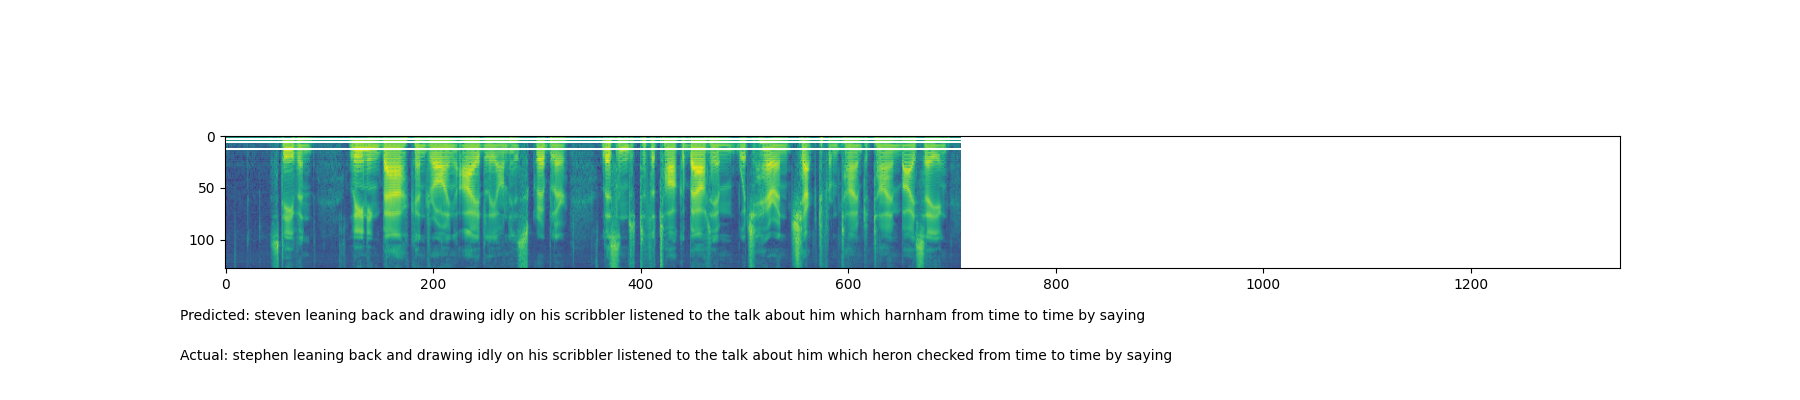 0
50
100
0 200 400 600 800 1000 1200
Predicted: steven leaning back and drawing idly on his scribbler listened to the talk about him which harnham from time to time by saying
Actual: stephen leaning back and drawing idly on his scribbler listened to the talk about him which heron checked from time to time by saying